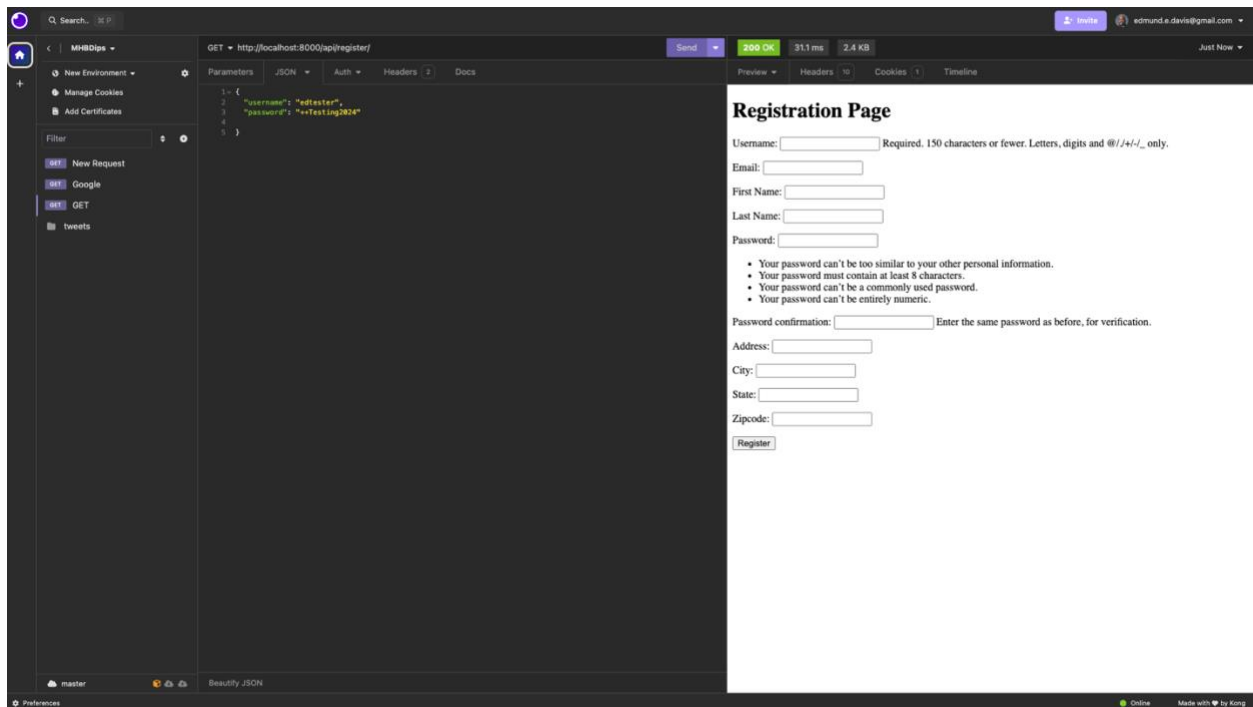 Search.. ⌘ P
Invite
edmund.e.davis@gmail.com
MHBDips
GET http://localhost:8000/api/register/
Send
200 OK
31.1 ms
2.4 KB
Just Now
New Environment
Manage Cookies
Add Certificates
Filter
GET New Request
GET Google
GET GET
tweets
Parameters JSON Auth Headers 2 Docs
1 {
2 "username": "edtester",
3 "password": "++Testing2024"
4
5 }
Preview Headers 10 Cookies 1 Timeline
Registration Page
Username: Required. 150 characters or fewer. Letters, digits and @/./+/-/_ only.
Email:
First Name:
Last Name:
Password:
Your password can't be too similar to your other personal information.
Your password must contain at least 8 characters.
Your password can't be a commonly used password.
Your password can't be entirely numeric.
Password confirmation: Enter the same password as before, for verification.
Address:
City:
State:
Zipcode:
Register
master
Beautify JSON
Preferences
Online
Made with ♥ by Kong